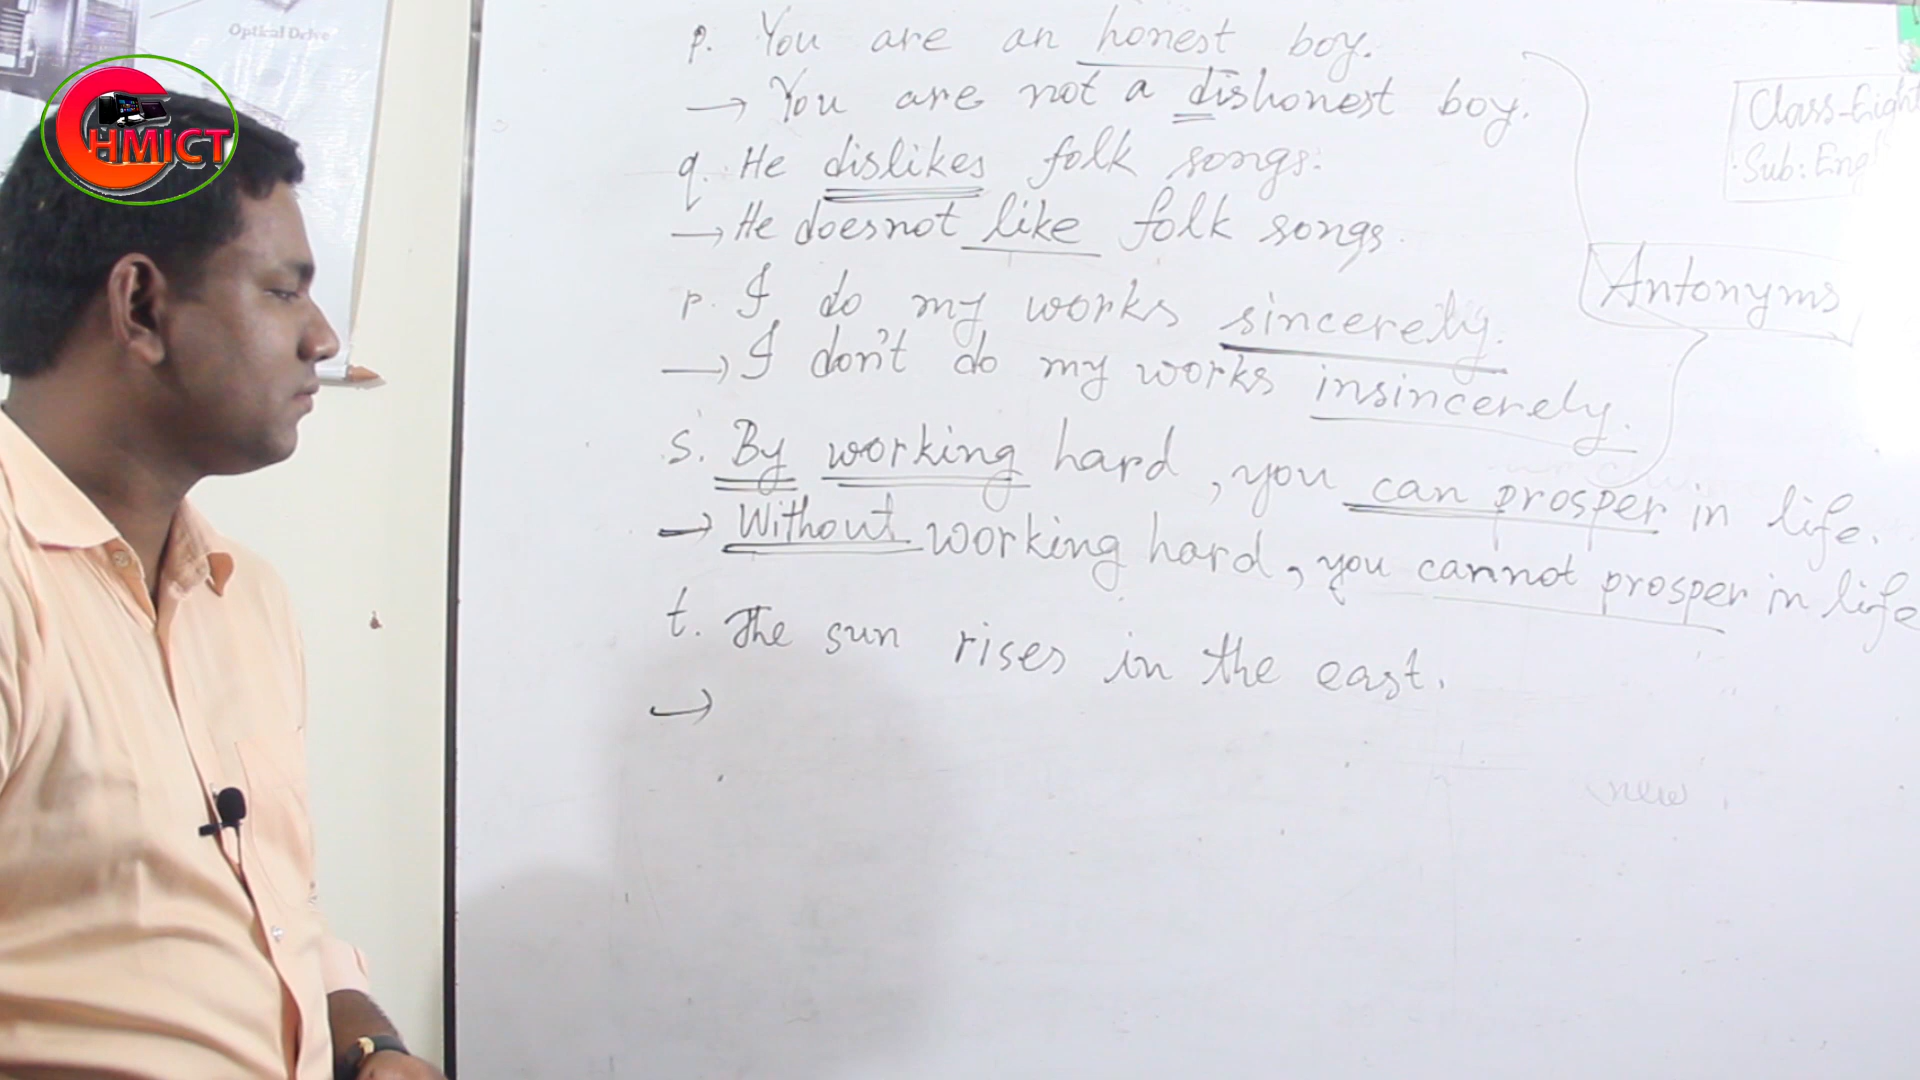 Optical Drive
CHMICT
p. You are an honest boy.
→ You are not a dishonest boy.
q. He dislikes folk songs.
→ He doesnot like folk songs.
r. I do my works sincerely.
→ I don't do my works insincerely.
s. By working hard, you can prosper in life.
→ Without working hard, you cannot prosper in life
t. The sun rises in the east.
→
Class-Eight
Sub: Eng
Antonyms
new